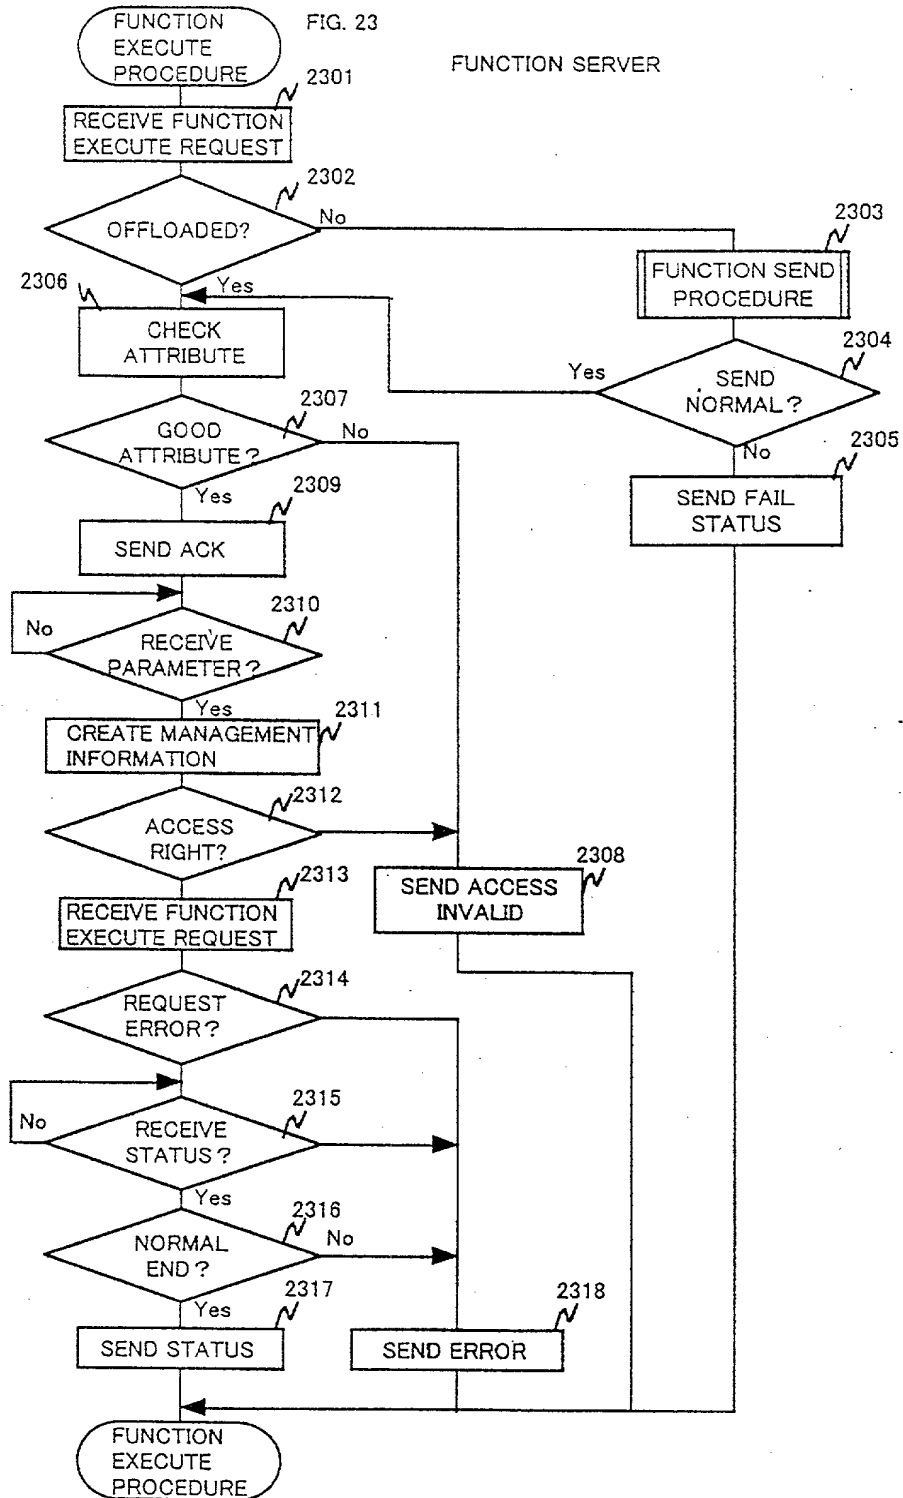 FUNCTION
EXECUTE
PROCEDURE
FIG. 23
FUNCTION SERVER
2301
RECEIVE FUNCTION
EXECUTE REQUEST
2302
OFFLOADED?
No
Yes
2303
FUNCTION SEND
PROCEDURE
2304
SEND
NORMAL?
Yes
No
2305
SEND FAIL
STATUS
2306
CHECK
ATTRIBUTE
2307
GOOD
ATTRIBUTE?
No
Yes
2309
SEND ACK
2310
RECEIVE
PARAMETER?
No
Yes
2311
CREATE MANAGEMENT
INFORMATION
2312
ACCESS
RIGHT?
2308
SEND ACCESS
INVALID
2313
RECEIVE FUNCTION
EXECUTE REQUEST
2314
REQUEST
ERROR?
2315
RECEIVE
STATUS?
No
Yes
2316
NORMAL
END?
No
Yes
2317
SEND STATUS
2318
SEND ERROR
FUNCTION
EXECUTE
PROCEDURE